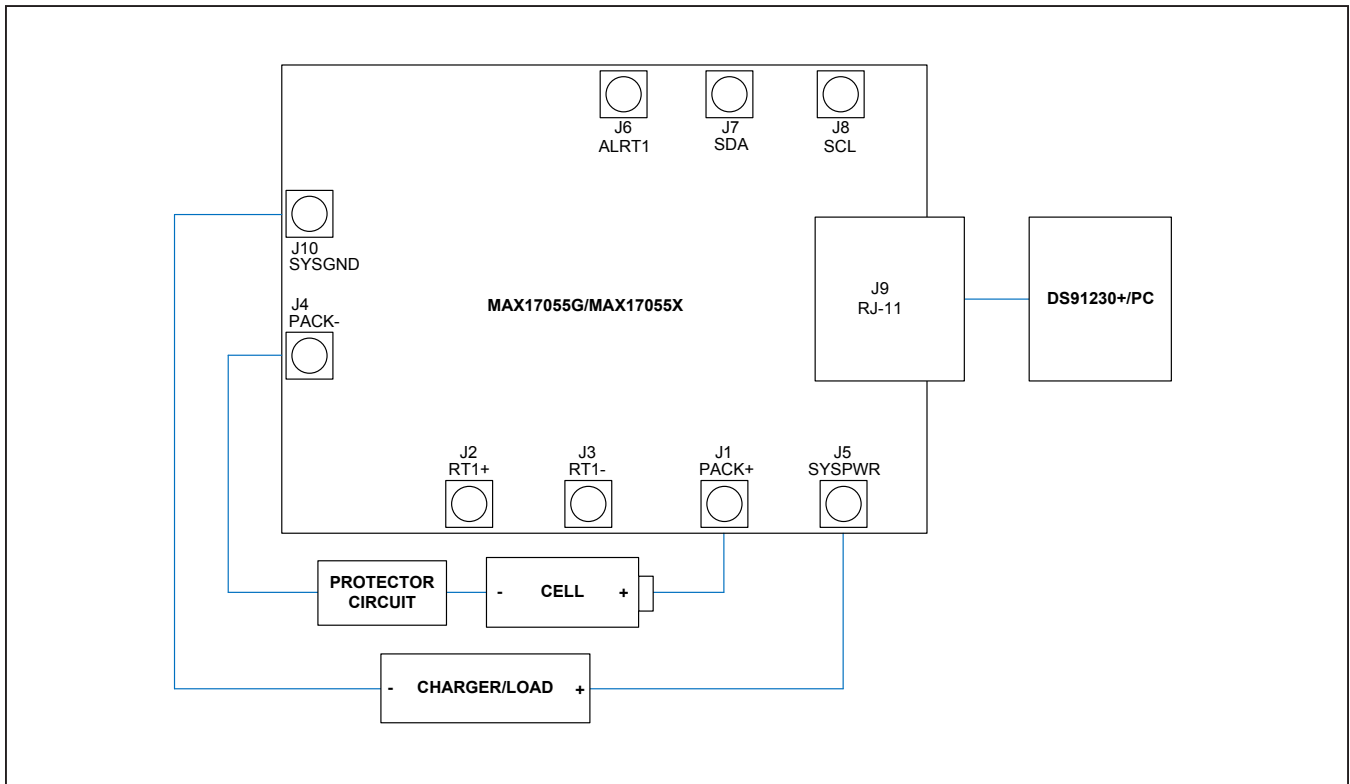 J6
ALRT1
J7
SDA
J8
SCL
J10
SYSGND
J4
PACK-
MAX17055G/MAX17055X
J9
RJ-11
DS91230+/PC
J2
RT1+
J3
RT1-
J1
PACK+
J5
SYSPWR
PROTECTOR
CIRCUIT
- CELL +
- CHARGER/LOAD +